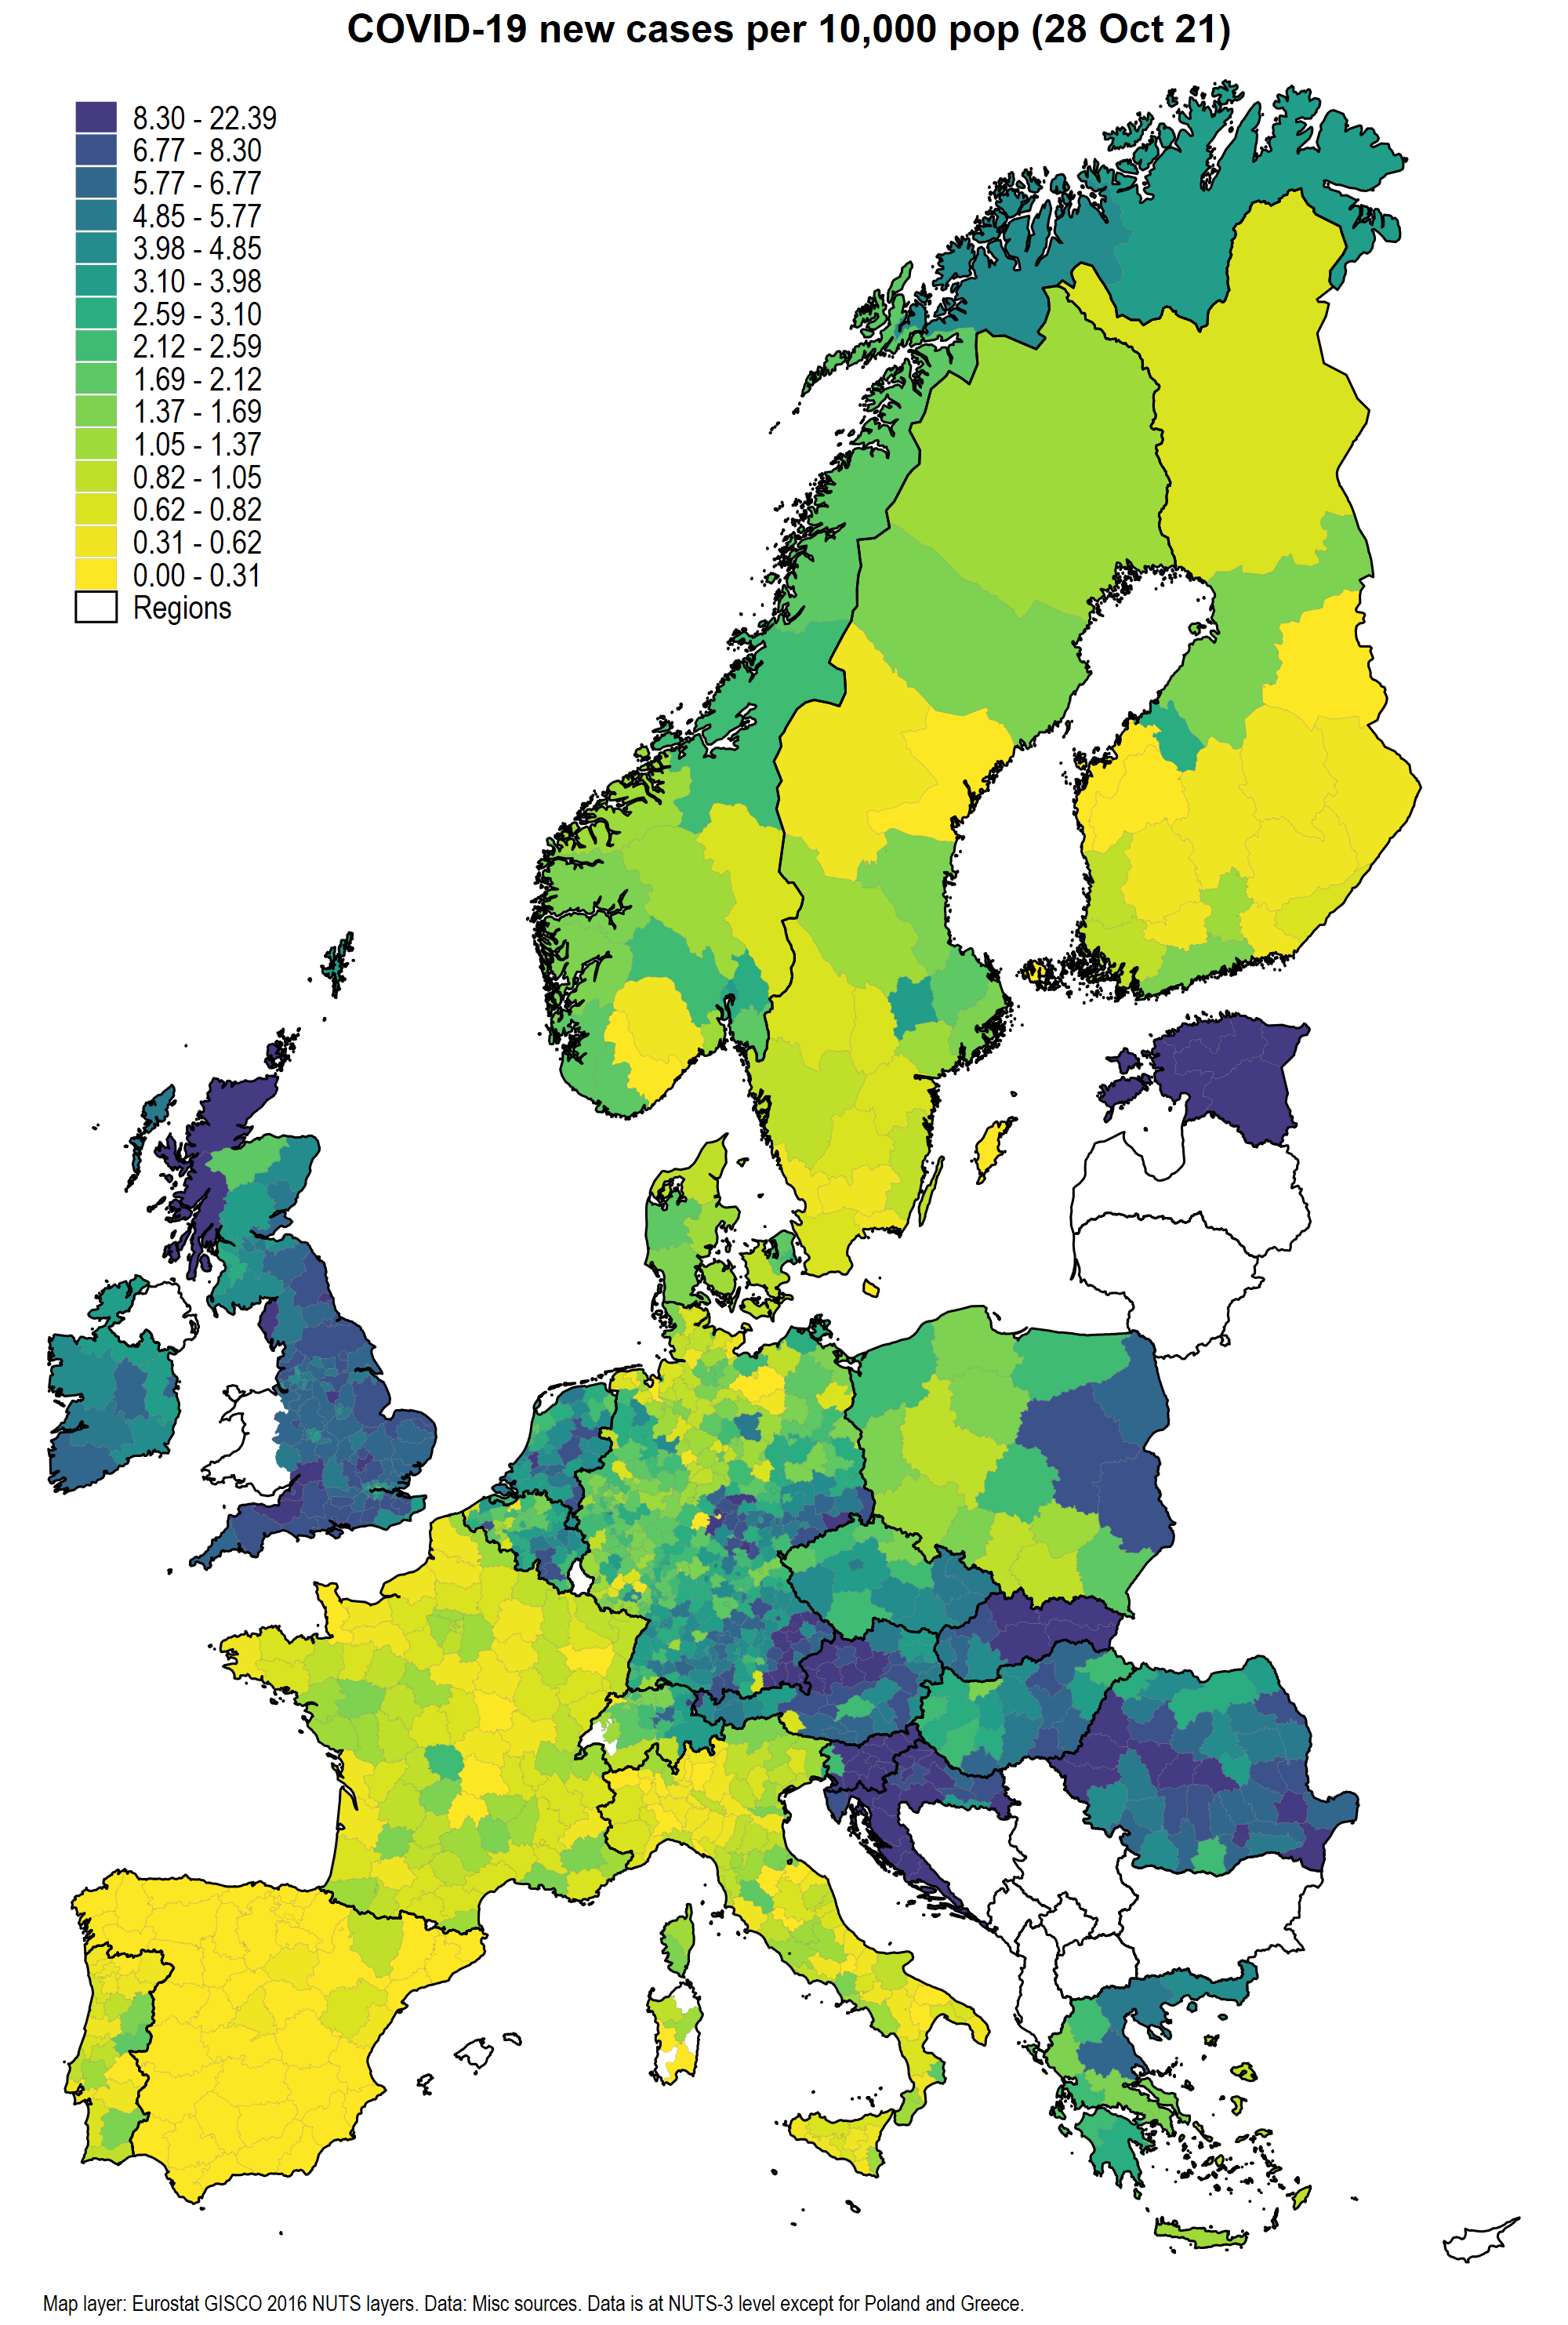 COVID-19 new cases per 10,000 pop (28 Oct 21)
8.30 - 22.39
6.77 - 8.30
5.77 - 6.77
4.85 - 5.77
3.98 - 4.85
3.10 - 3.98
2.59 - 3.10
2.12 - 2.59
1.69 - 2.12
1.37 - 1.69
1.05 - 1.37
0.82 - 1.05
0.62 - 0.82
0.31 - 0.62
0.00 - 0.31
Regions
Map layer: Eurostat GISCO 2016 NUTS layers. Data: Misc sources. Data is at NUTS-3 level except for Poland and Greece.